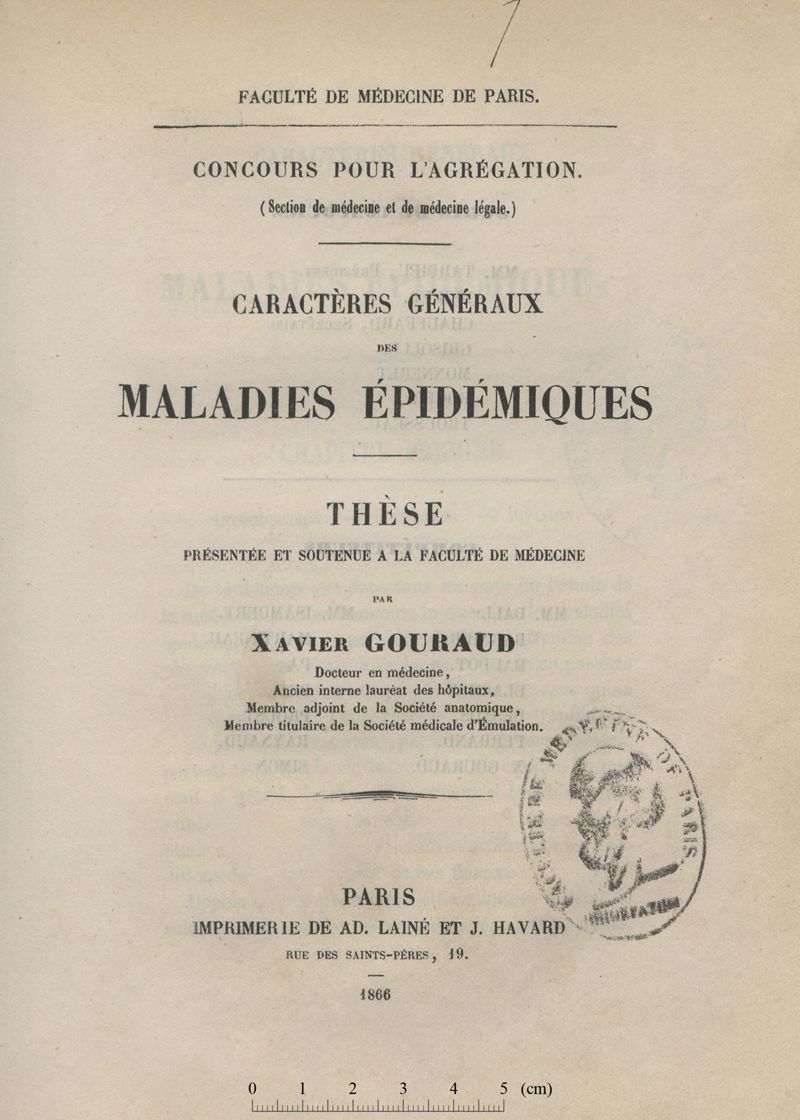 7
FACULTÉ DE MÉDECINE DE PARIS.
CONCOURS POUR L'AGRÉGATION.
(Section de médecine et de médecine légale.)
CARACTÈRES GÉNÉRAUX
DES
MALADIES ÉPIDÉMIQUES
THÈSE
PRÉSENTÉE ET SOUTENUE A LA FACULTÉ DE MÉDECINE
PAR
XAVIER GOURAUD
Docteur en médecine,
Ancien interne lauréat des hôpitaux,
Membre adjoint de la Société anatomique,
Membre titulaire de la Société médicale d'Émulation.
DE PARIS
PARIS
IMPRIMERIE DE AD. LAINÉ ET J. HAVARD
RUE DES SAINTS-PÈRES, 19.
1866
0 1 2 3 4 5 (cm)